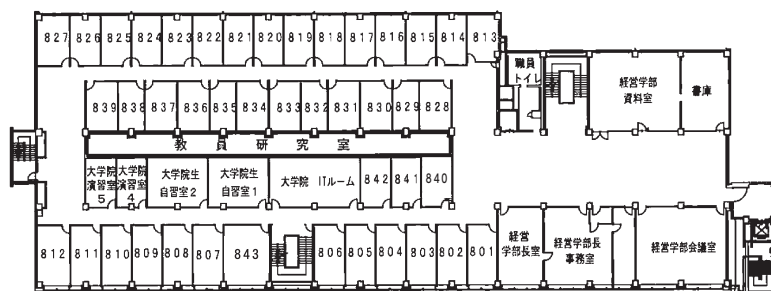 827 826 825 824 823 822 821 820 819 818 817 816 815 814 813
職員
トイレ
経営学部
資料室
書庫
839 838 837 836 835 834 833 832 831 830 829 828
教員研究室
大学院
演習室
5
大学院
演習室
4
大学院生
自習室2
大学院生
自習室1
大学院 ITルーム
842 841 840
812 811 810 809 808 807 843 806 805 804 803 802 801
経営
学部長室
経営学部長
事務室
経営学部会議室